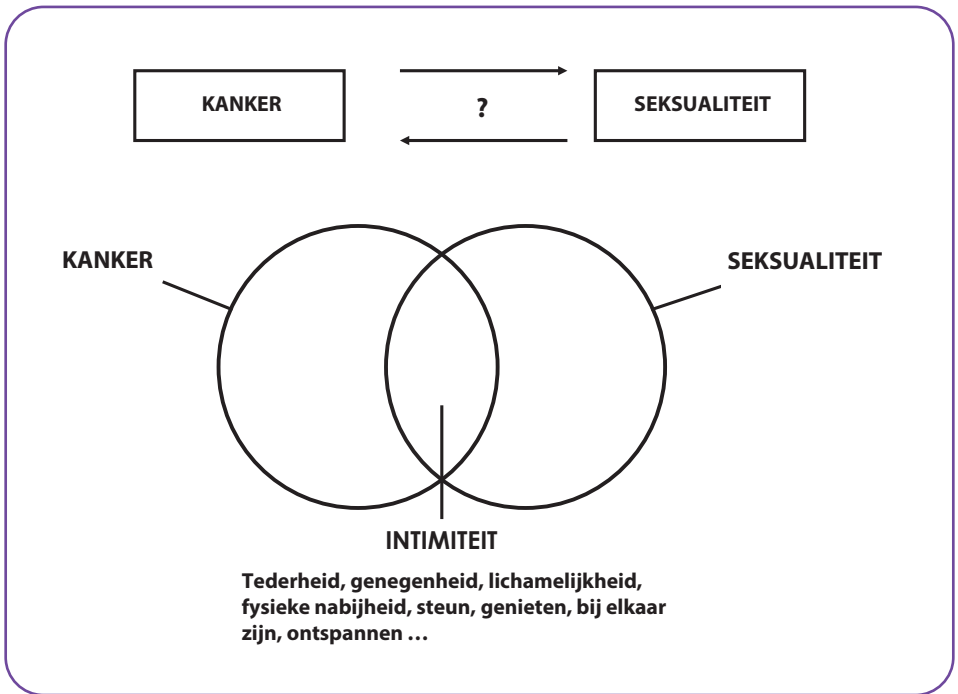 KANKER
?
SEKSUALITEIT
KANKER
SEKSUALITEIT
INTIMITEIT
Tederheid, genegenheid, lichamelijkheid,
fysieke nabijheid, steun, genieten, bij elkaar
zijn, ontspannen ...